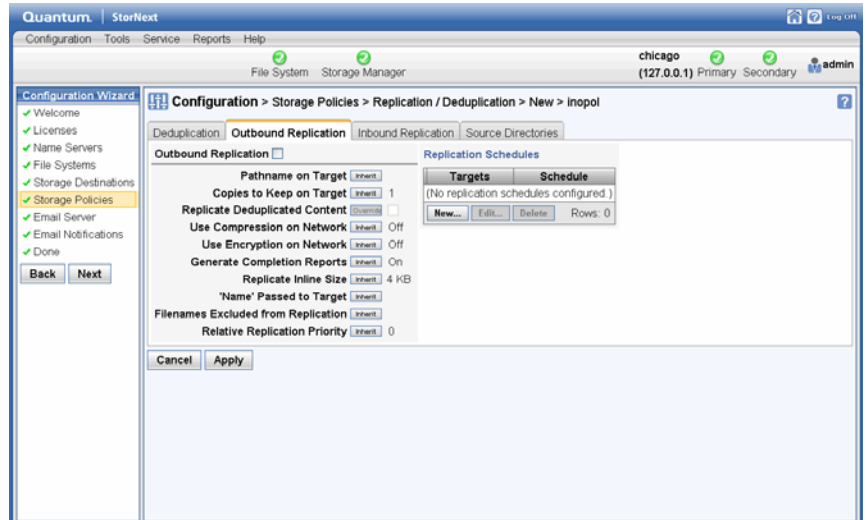 Quantum. StorNext Log Off
Configuration Tools Service Reports Help
File System Storage Manager
chicago
(127.0.0.1) Primary Secondary admin
Configuration Wizard
Welcome
Licenses
Name Servers
File Systems
Storage Destinations
Storage Policies
Email Server
Email Notifications
Done
Back Next
Configuration > Storage Policies > Replication / Deduplication > New > inopol
Deduplication Outbound Replication Inbound Replication Source Directories
Outbound Replication
Pathname on Target Inherit
Copies to Keep on Target Inherit 1
Replicate Deduplicated Content Override
Use Compression on Network Inherit Off
Use Encryption on Network Inherit Off
Generate Completion Reports Inherit On
Replicate Inline Size Inherit 4 KB
'Name' Passed to Target Inherit
Filenames Excluded from Replication Inherit
Relative Replication Priority Inherit 0
Replication Schedules
Targets Schedule
(No replication schedules configured.)
New... Edit... Delete Rows: 0
Cancel Apply